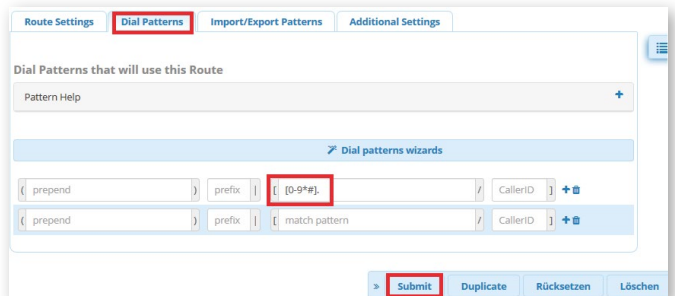 Route Settings Dial Patterns Import/Export Patterns Additional Settings
Dial Patterns that will use this Route
Pattern Help +
Dial patterns wizards
( prepend ) prefix | [ [0-9*#]. / CallerID ] +
( prepend ) prefix | [ match pattern / CallerID ] +
» Submit Duplicate Rücksetzen Löschen